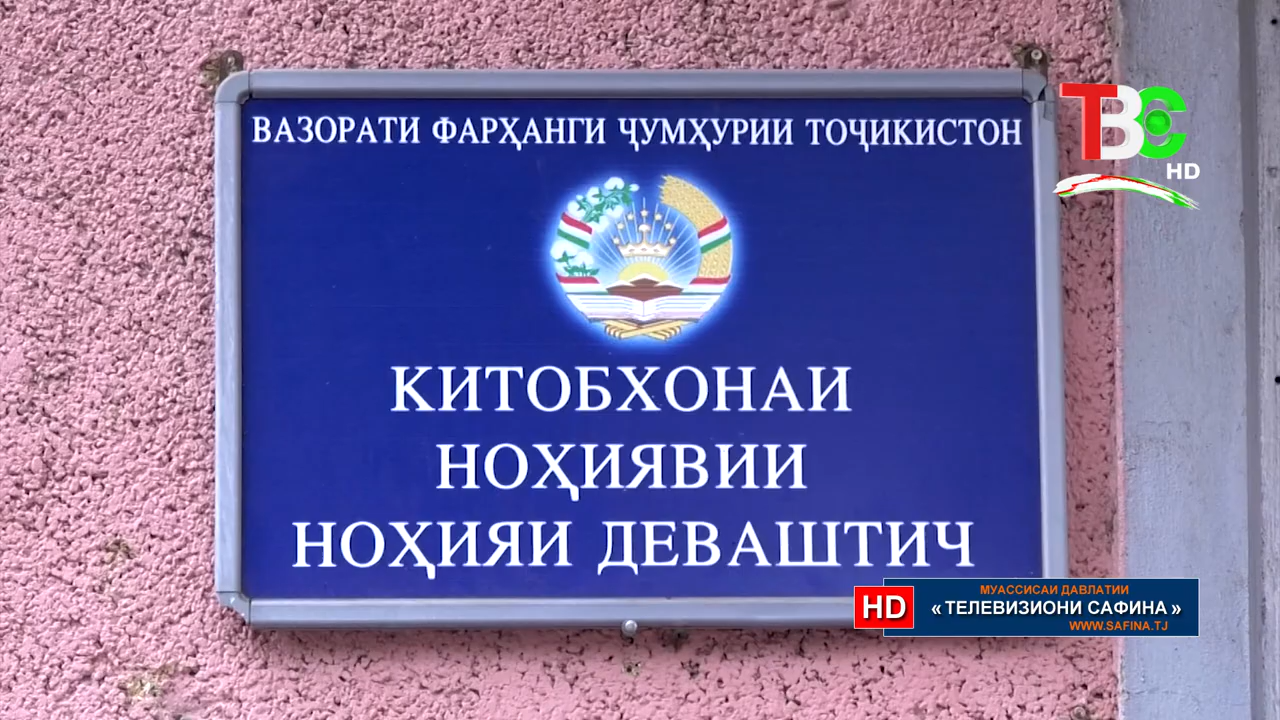 ВАЗОРАТИ ФАРҲАНГИ ҶУМҲУРИИ ТОҶИКИСТОН
КИТОБХОНАИ
НОҲИЯВИИ
НОҲИЯИ ДЕВАШТИЧ
ТВС
HD
HD
МУАССИСАИ ДАВЛАТИИ
« ТЕЛЕВИЗИОНИ САФИНА »
WWW.SAFINA.TJ